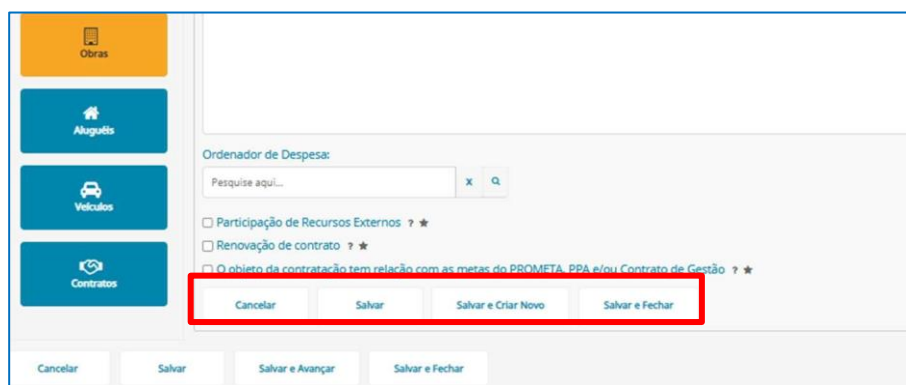 Obras
Aluguéis
Veículos
Contratos
Ordenador de Despesa:
Pesquise aqui... x
Participação de Recursos Externos ?
Renovação de contrato ?
O objeto da contratação tem relação com as metas do PROMETA, PPA e/ou Contrato de Gestão ?
Cancelar Salvar Salvar e Criar Novo Salvar e Fechar
Cancelar Salvar Salvar e Avançar Salvar e Fechar